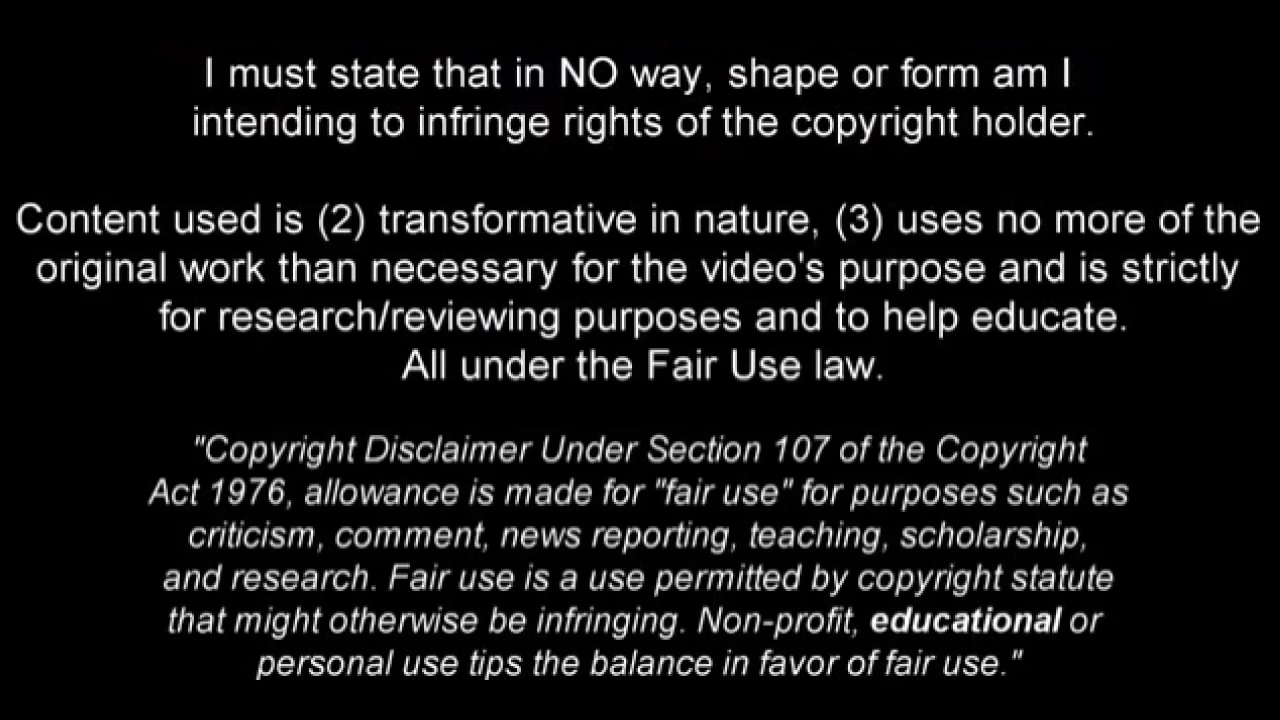 I must state that in NO way, shape or form am I
intending to infringe rights of the copyright holder.
Content used is (2) transformative in nature, (3) uses no more of the
original work than necessary for the video's purpose and is strictly
for research/reviewing purposes and to help educate.
All under the Fair Use law.
"Copyright Disclaimer Under Section 107 of the Copyright
Act 1976, allowance is made for "fair use" for purposes such as
criticism, comment, news reporting, teaching, scholarship,
and research. Fair use is a use permitted by copyright statute
that might otherwise be infringing. Non-profit, educational or
personal use tips the balance in favor of fair use."